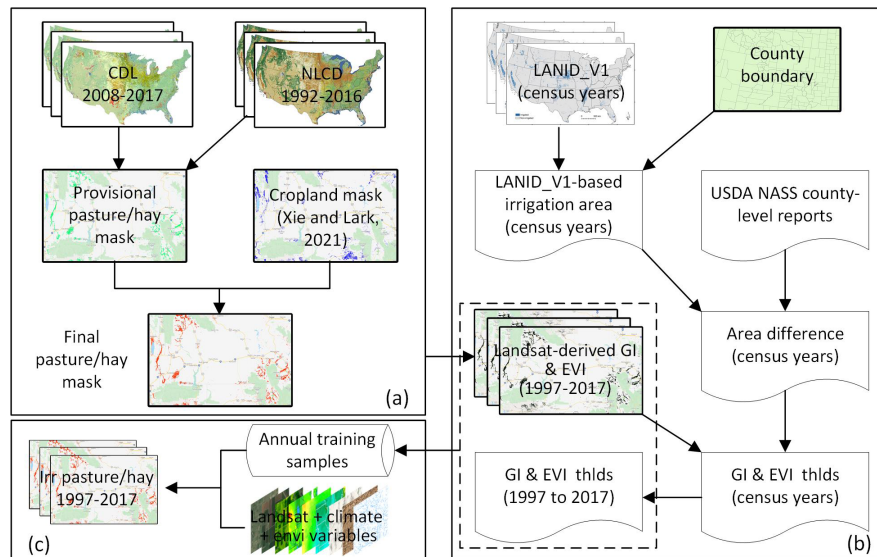 CDL
2008-2017
NLCD
1992-2016
Provisional
pasture/hay
mask
Cropland mask
(Xie and Lark,
2021)
Final
pasture/hay
mask
(a)
LANID_V1
(census years)
County
boundary
LANID_V1-based
irrigation area
(census years)
USDA NASS county-
level reports
Landsat-derived GI
& EVI
(1997-2017)
Area difference
(census years)
GI & EVI thlds
(1997 to 2017)
GI & EVI thlds
(census years)
(b)
Annual training
samples
Irr pasture/hay
1997-2017
Landsat + climate
+ envi variables
(c)